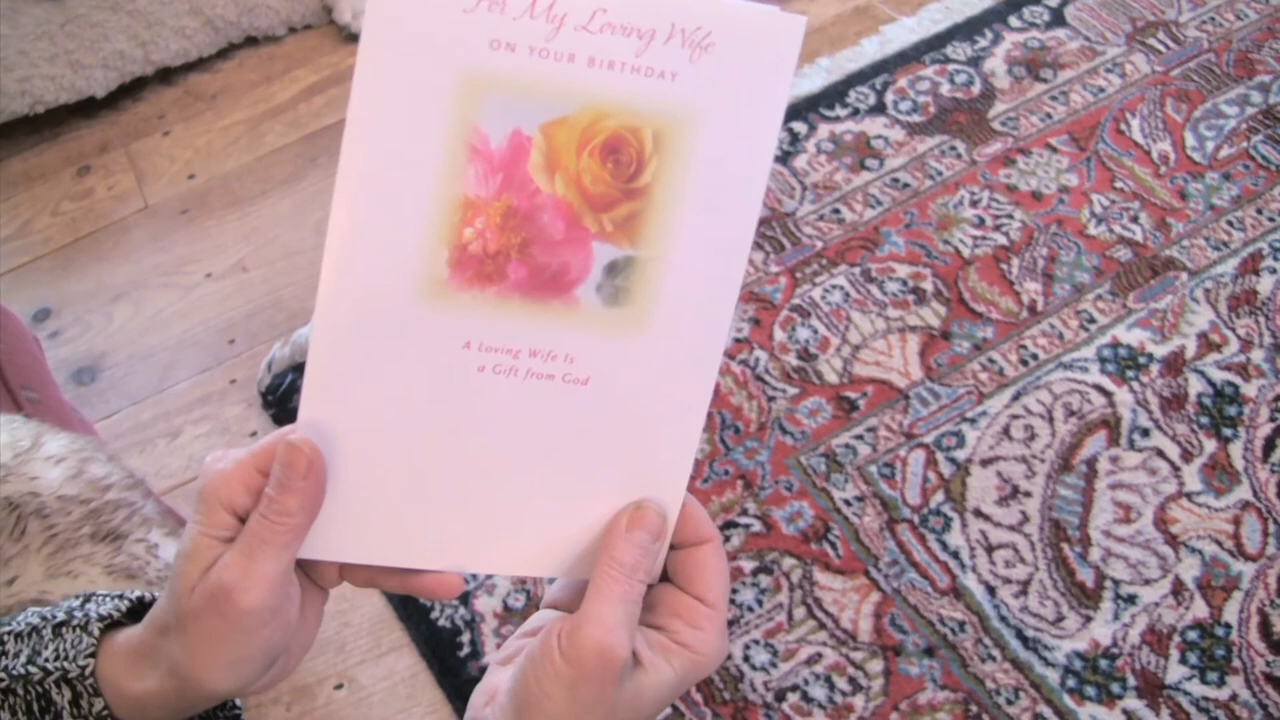 For My Loving Wife
ON YOUR BIRTHDAY
A Loving Wife Is
a Gift from God